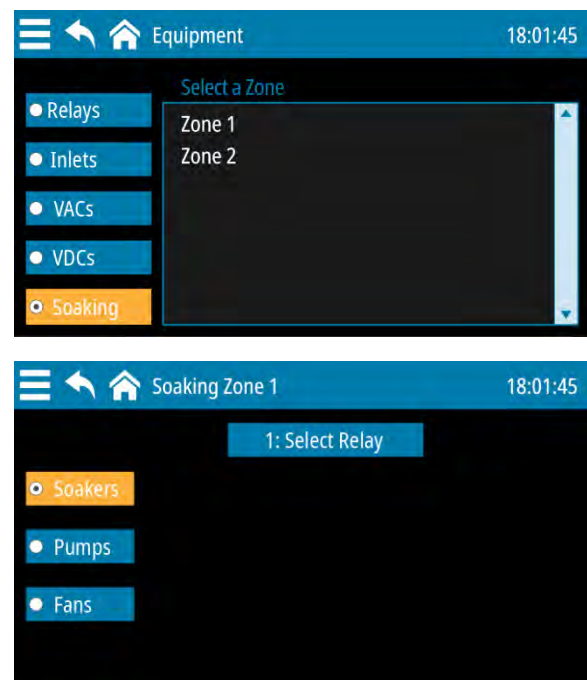 Equipment 18:01:45
Select a Zone
Relays
Zone 1
Inlets
Zone 2
VACs
VDCs
Soaking
Soaking Zone 1 18:01:45
1: Select Relay
Soakers
Pumps
Fans